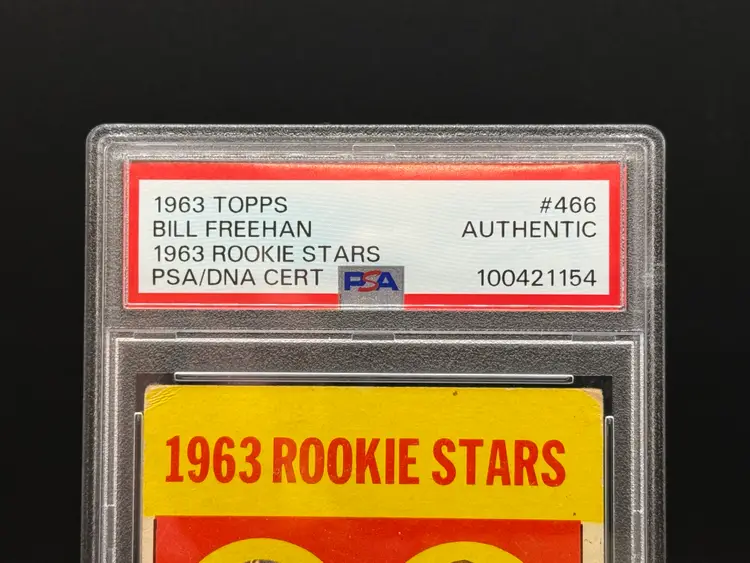 1963 TOPPS #466
BILL FREEHAN AUTHENTIC
1963 ROOKIE STARS
PSA/DNA CERT PSA 100421154
1963 ROOKIE STARS